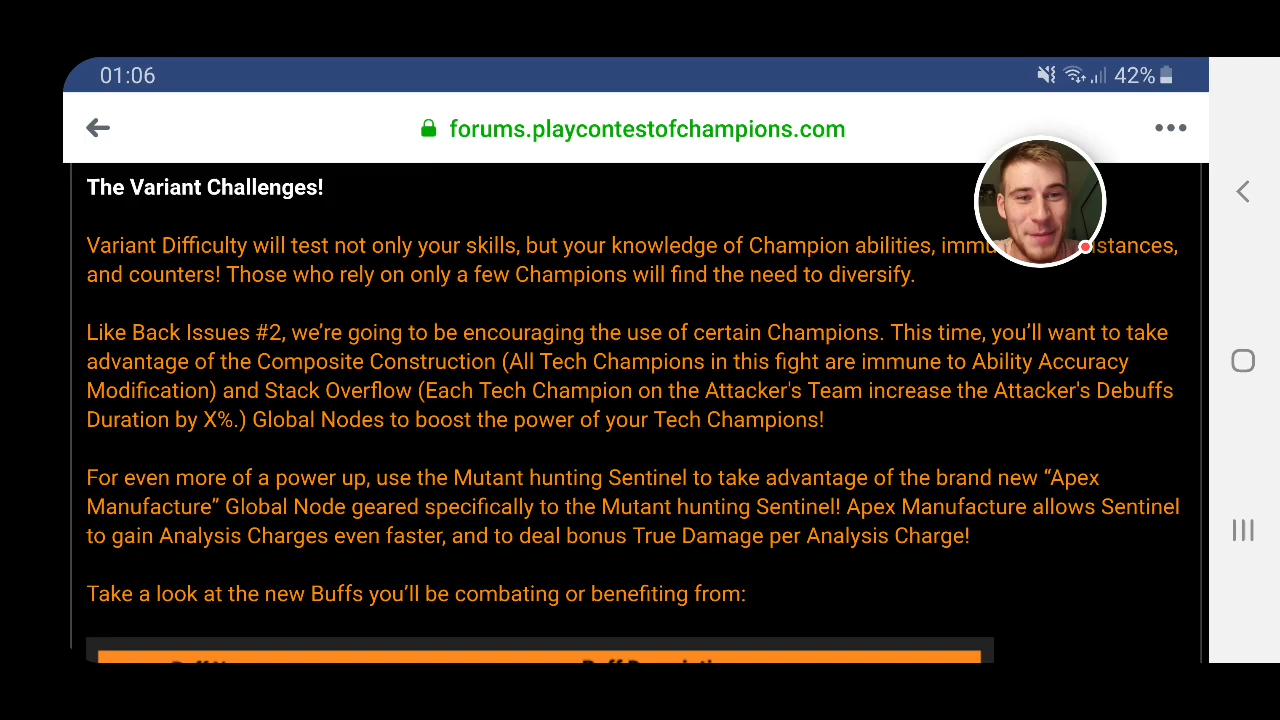 01:06
42%
forums.playcontestofchampions.com
The Variant Challenges!
Variant Difficulty will test not only your skills, but your knowledge of Champion abilities,
and counters! Those who rely on only a few Champions will find the need to diversify.
Like Back Issues #2, we're going to be encouraging the use of certain Champions. This time, you'll want to take
advantage of the Composite Construction (All Tech Champions in this fight are immune to Ability Accuracy
Modification) and Stack Overflow (Each Tech Champion on the Attacker's Team increase the Attacker's Debuffs
Duration by X%.) Global Nodes to boost the power of your Tech Champions!
For even more of a power up, use the Mutant hunting Sentinel to take advantage of the brand new “Apex
Manufacture” Global Node geared specifically to the Mutant hunting Sentinel! Apex Manufacture allows Sentinel
to gain Analysis Charges even faster, and to deal bonus True Damage per Analysis Charge!
Take a look at the new Buffs you'll be combating or benefiting from: